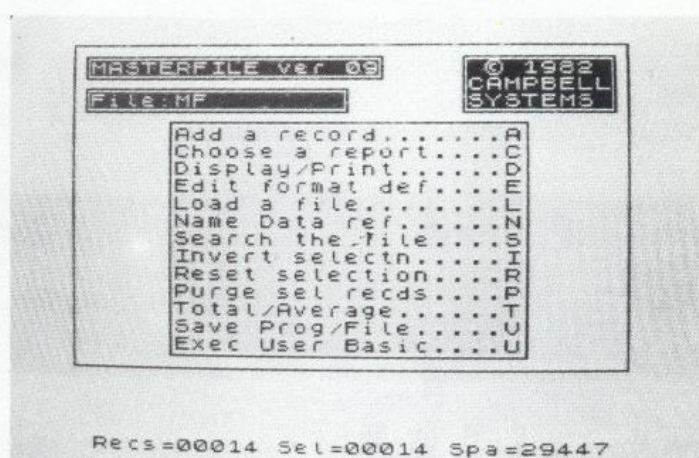 MASTERFILE ver 09
© 1982
CAMPBELL
SYSTEMS
File:MF
Add a record.......A
Choose a report....C
Display/Print......D
Edit format def....E
Load a file........L
Name Data ref......N
Search the file....S
Invert selectn.....I
Reset selection....R
Purge sel recds....P
Total/Average......T
Save Prog/File.....V
Exec User Basic....U
Recs=00014 Sel=00014 Spa=29447